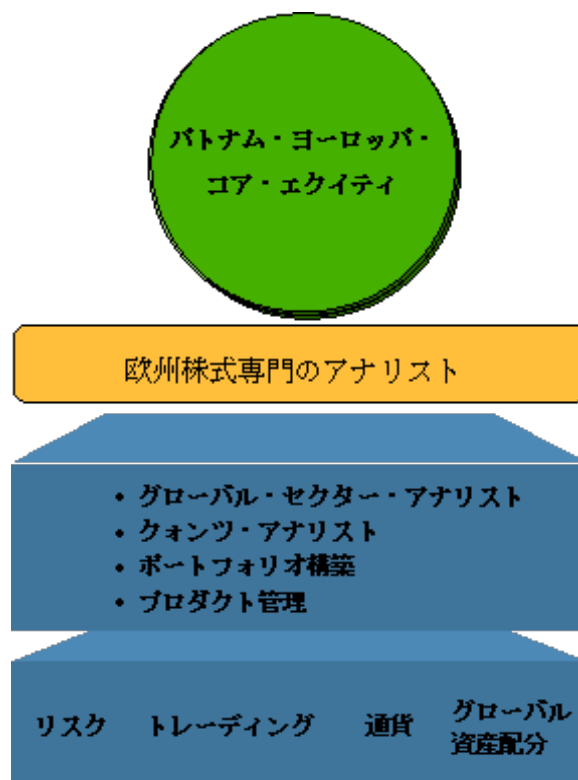 パトナム・ヨーロッパ・
コア・エクイティ
欧州株式専門のアナリスト
• グローバル・セクター・アナリスト
• クォンツ・アナリスト
• ポートフォリオ構築
• プロダクト管理
リスク トレーディング 通貨 グローバル
資産配分